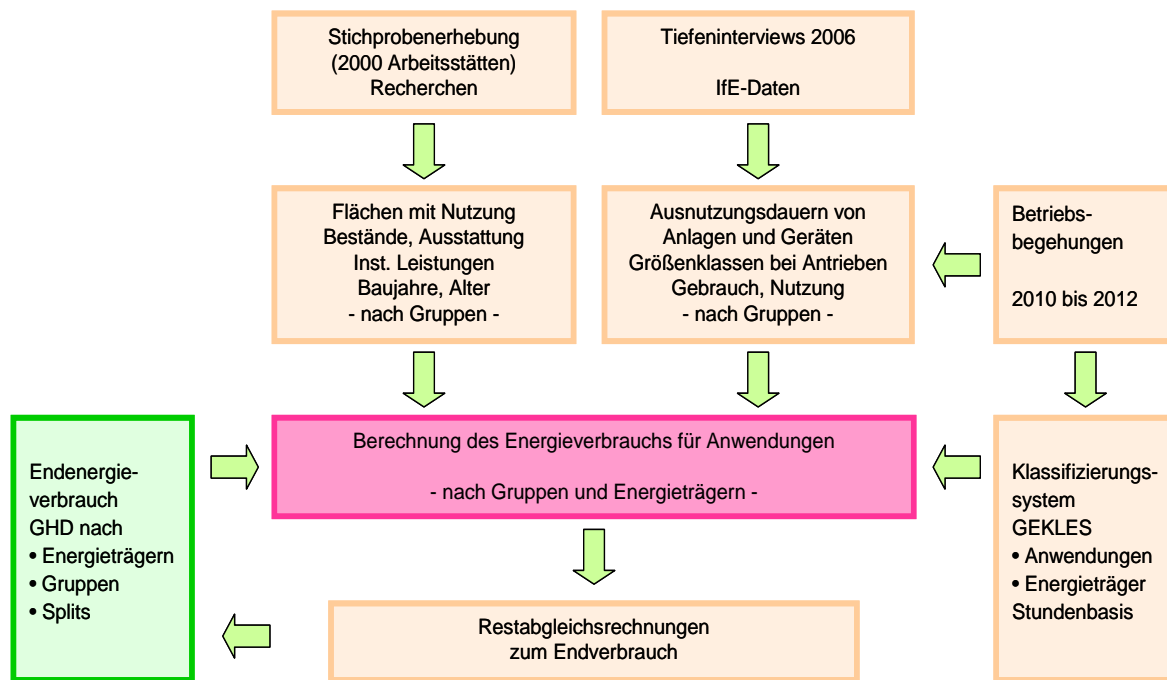 Stichprobenerhebung
(2000 Arbeitsstätten)
Recherchen
Tiefeninterviews 2006
IfE-Daten
Flächen mit Nutzung
Bestände, Ausstattung
Inst. Leistungen
Baujahre, Alter
- nach Gruppen -
Ausnutzungsdauern von
Anlagen und Geräten
Größenklassen bei Antrieben
Gebrauch, Nutzung
- nach Gruppen -
Betriebs-
begehungen
2010 bis 2012
Endenergie-
verbrauch
GHD nach
• Energieträgern
• Gruppen
• Splits
Berechnung des Energieverbrauchs für Anwendungen
- nach Gruppen und Energieträgern -
Klassifizierungs-
system
GEKLES
• Anwendungen
• Energieträger
Stundenbasis
Restabgleichsrechnungen
zum Endverbrauch